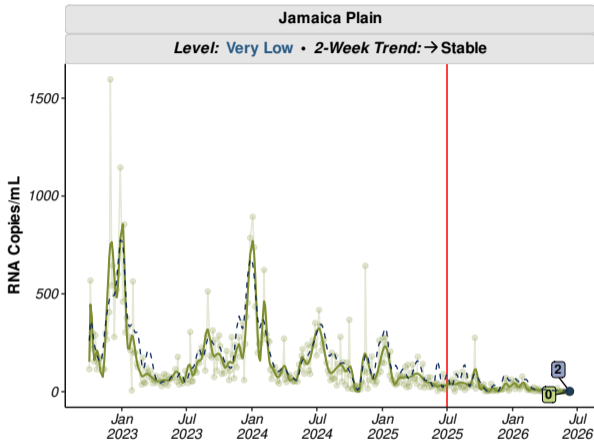 Jamaica Plain
Level: Very Low • 2-Week Trend: → Stable
RNA Copies/mL
1500
1000
500
0
2
0
Jan Jul Jan Jul Jan Jul Jan Jul
2023 2023 2024 2024 2025 2025 2026 2026